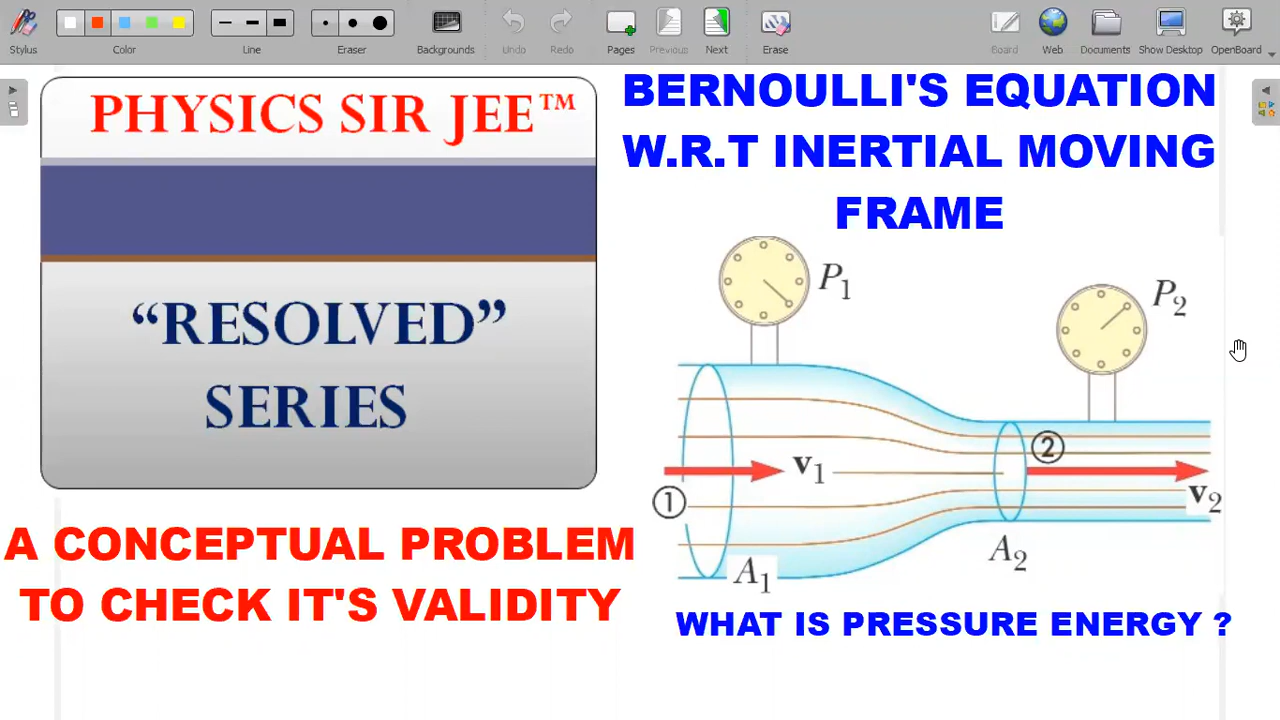 Stylus
Color
Line
Eraser
Backgrounds
Undo
Redo
Pages
Previous
Next
Erase
Board
Web
Documents
Show Desktop
OpenBoard
PHYSICS SIR JEE™
“RESOLVED”
SERIES
A CONCEPTUAL PROBLEM
TO CHECK IT'S VALIDITY
BERNOULLI'S EQUATION
W.R.T INERTIAL MOVING
FRAME
P1
P2
v1
②
①
v2
A1
A2
WHAT IS PRESSURE ENERGY ?